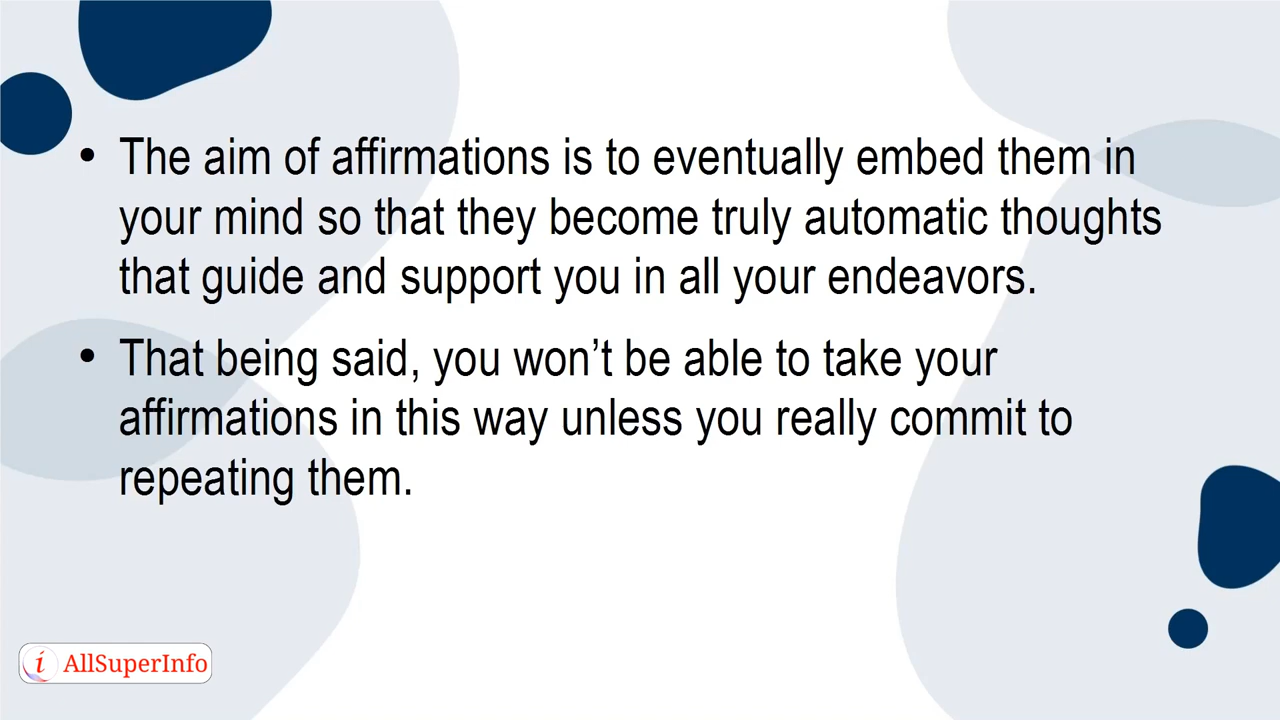 • The aim of affirmations is to eventually embed them in
your mind so that they become truly automatic thoughts
that guide and support you in all your endeavors.
• That being said, you won’t be able to take your
affirmations in this way unless you really commit to
repeating them.
i AllSuperInfo